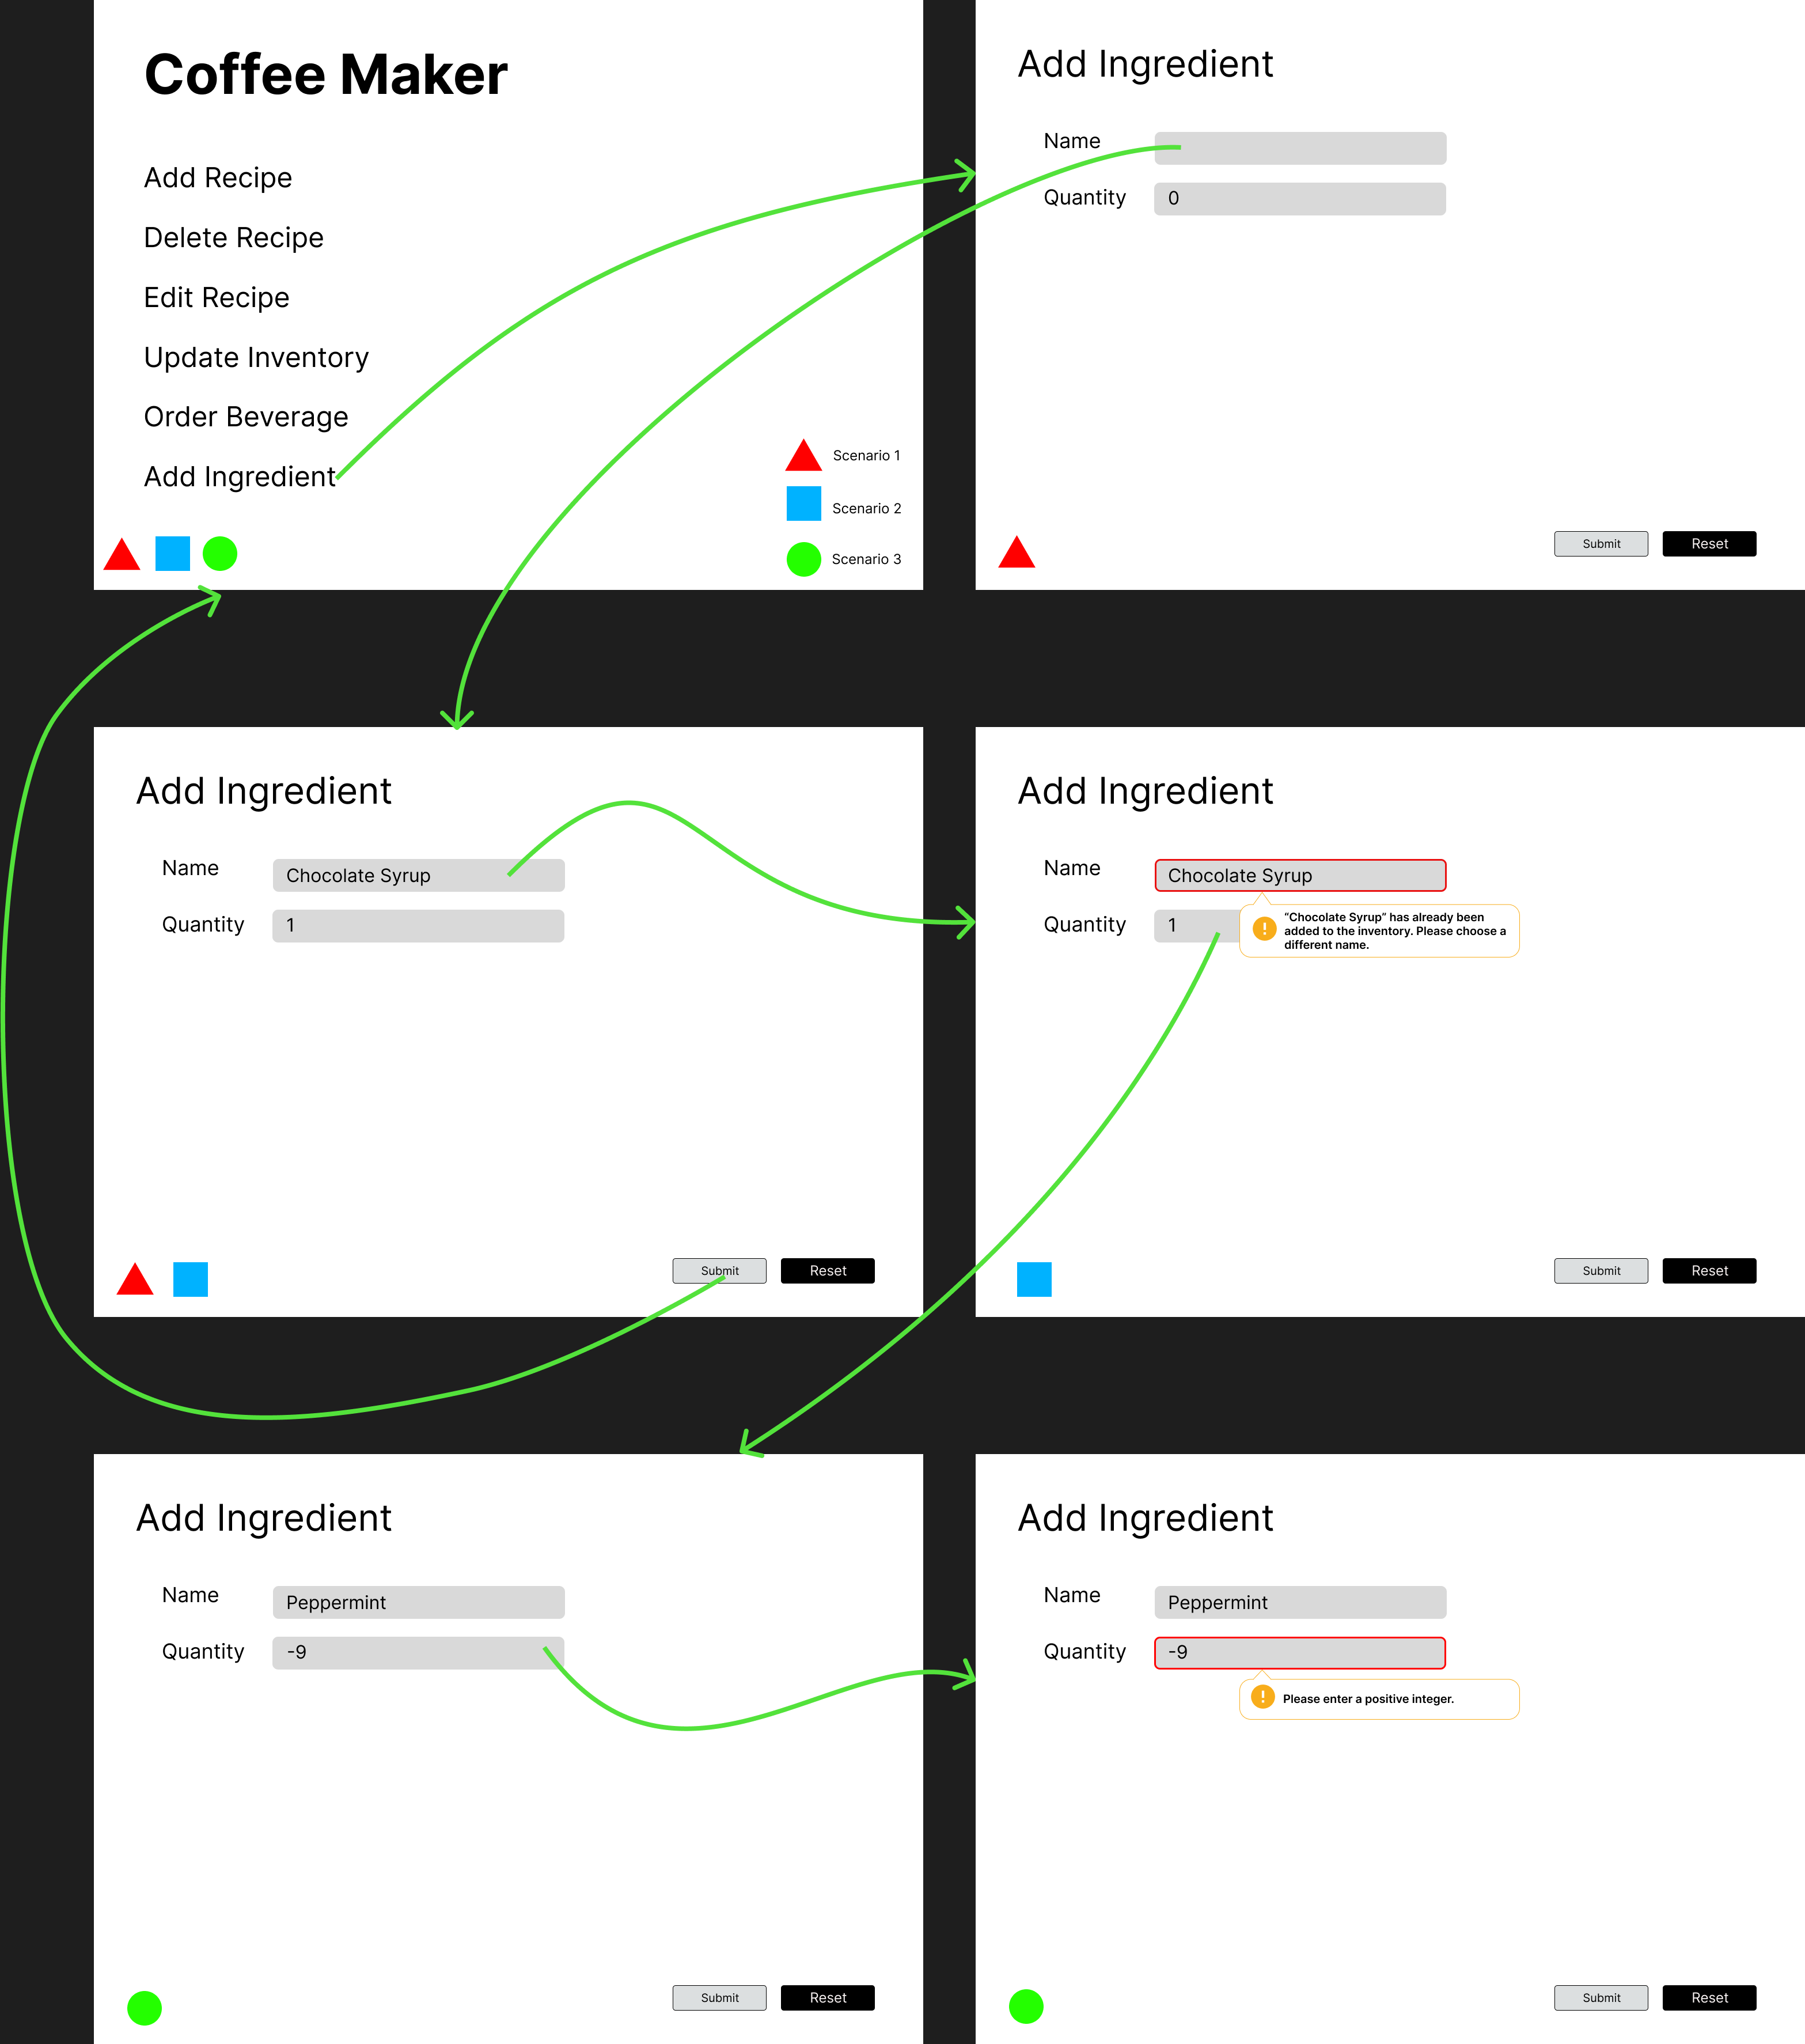 Coffee Maker
Add Recipe
Delete Recipe
Edit Recipe
Update Inventory
Order Beverage
Add Ingredient
Scenario 1
Scenario 2
Scenario 3
Add Ingredient
Name
Quantity 0
Submit Reset
Add Ingredient
Name Chocolate Syrup
Quantity 1
Submit Reset
Add Ingredient
Name Chocolate Syrup
Quantity 1
“Chocolate Syrup” has already been
added to the inventory. Please choose a
different name.
Submit Reset
Add Ingredient
Name Peppermint
Quantity -9
Submit Reset
Add Ingredient
Name Peppermint
Quantity -9
Please enter a positive integer.
Submit Reset